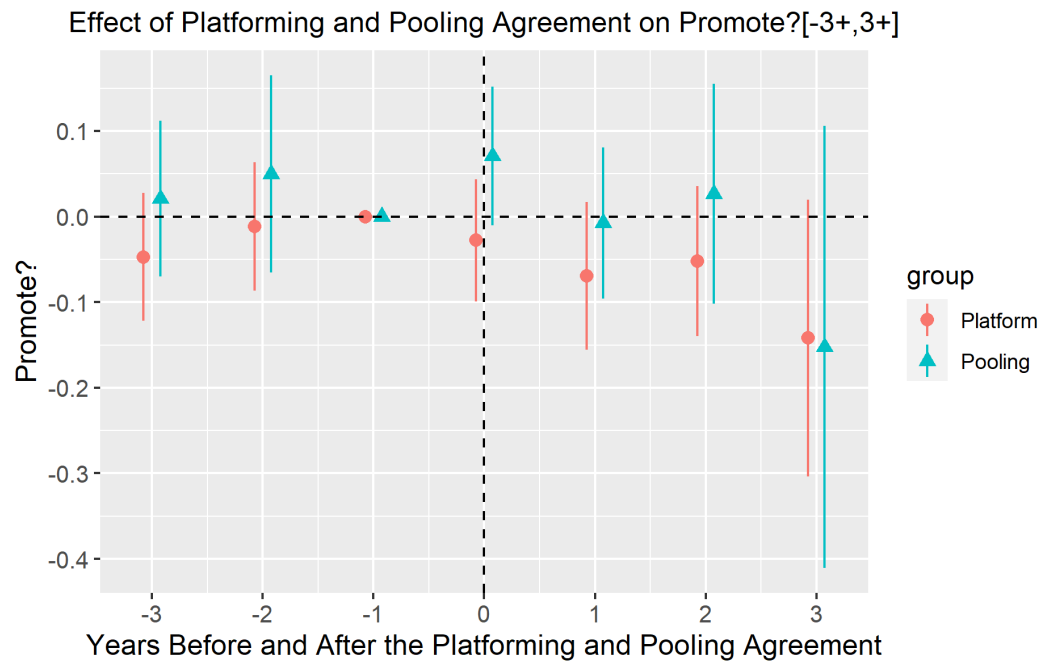 Effect of Platforming and Pooling Agreement on Promote?[-3+,3+]
Promote?
0.1
0.0
-0.1
-0.2
-0.3
-0.4
-3 -2 -1 0 1 2 3
Years Before and After the Platforming and Pooling Agreement
group
Platform
Pooling